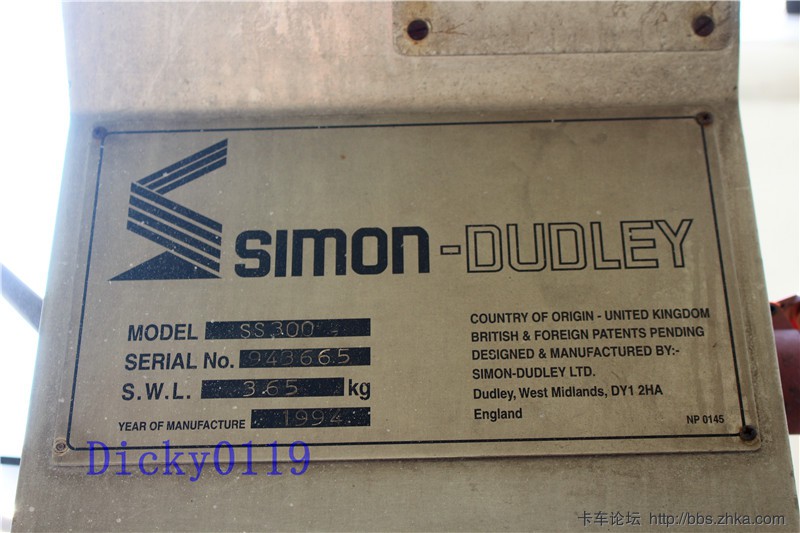 SIMON-DUDLEY
MODEL SS300
SERIAL No. 943665
S.W.L. 365 kg
YEAR OF MANUFACTURE 1994
COUNTRY OF ORIGIN - UNITED KINGDOM
BRITISH & FOREIGN PATENTS PENDING
DESIGNED & MANUFACTURED BY:-
SIMON-DUDLEY LTD.
Dudley, West Midlands, DY1 2HA
England
NP 0145
Dicky0119
卡车论坛 http://bbs.zhka.com